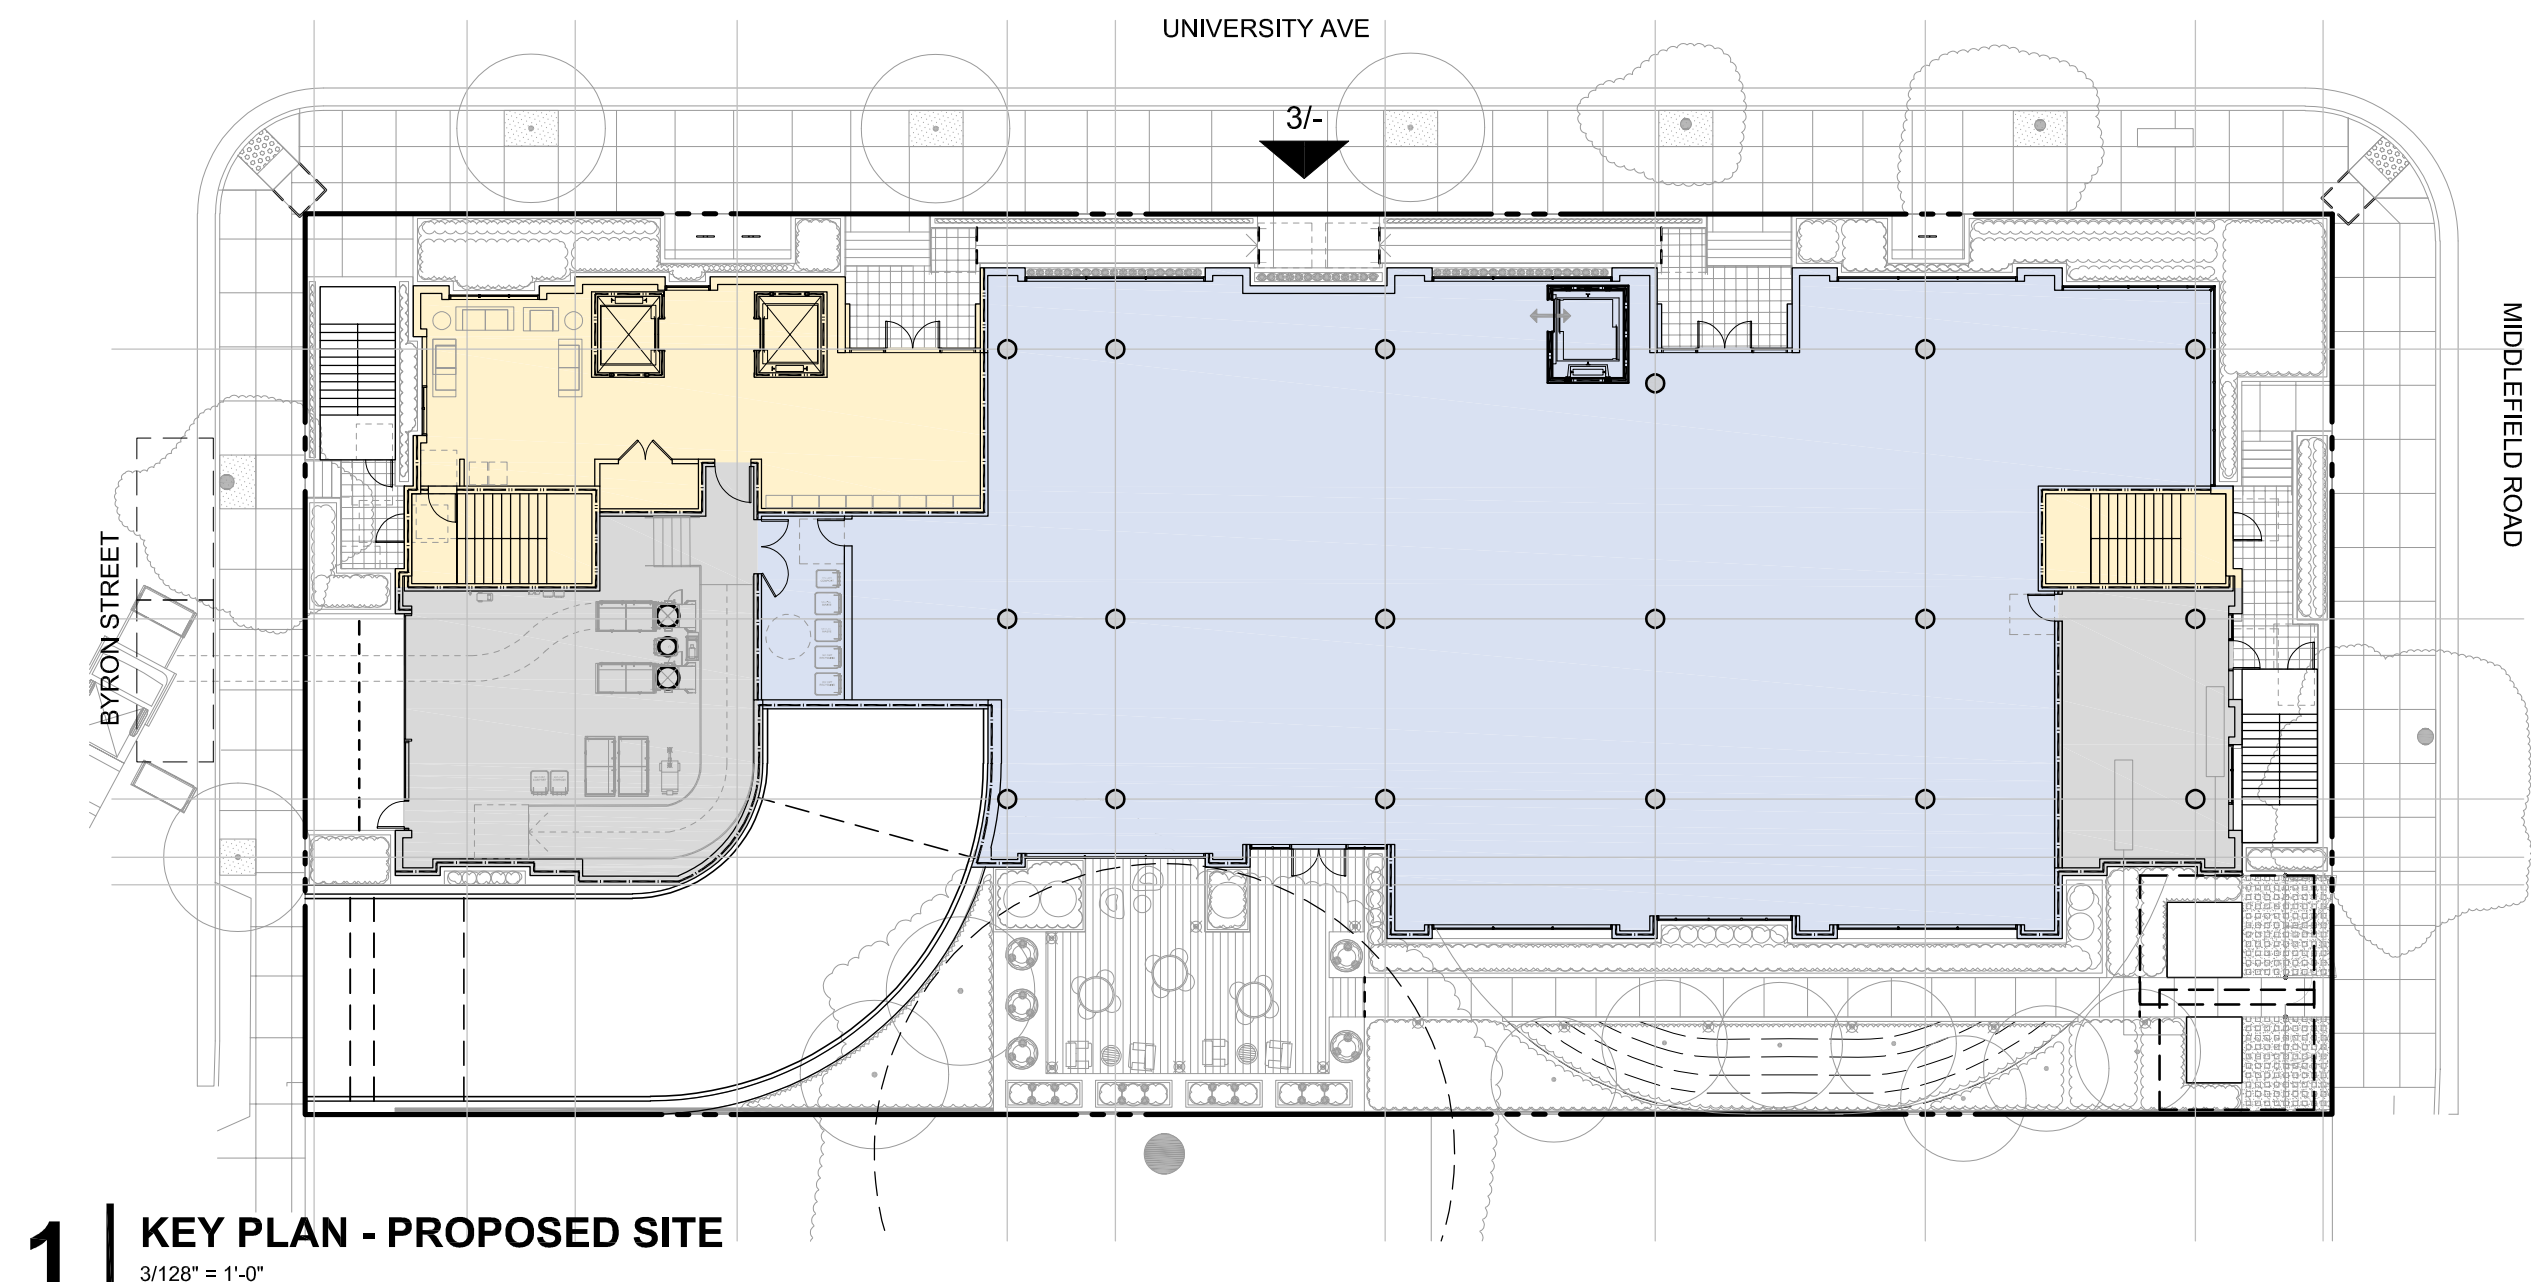 UNIVERSITY AVE
3/-
MIDDLEFIELD ROAD
BYRON STREET
1
KEY PLAN - PROPOSED SITE
3/128" = 1'-0"